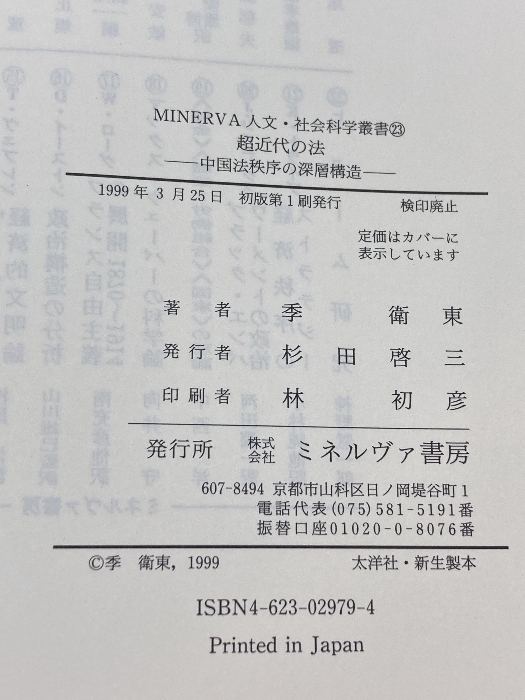 MINERVA 人文・社会科学叢書㉓
超近代の法
――中国法秩序の深層構造――
1999年3月25日 初版第1刷発行 検印廃止
定価はカバーに
表示しています
著者 季衛東
発行者 杉田啓三
印刷者 林初彦
発行所 株式会社 ミネルヴァ書房
607-8494 京都市山科区日ノ岡堤谷町1
電話代表(075)581-5191番
振替口座01020-0-8076番
©季 衛東, 1999 太洋社・新生製本
ISBN4-623-02979-4
Printed in Japan